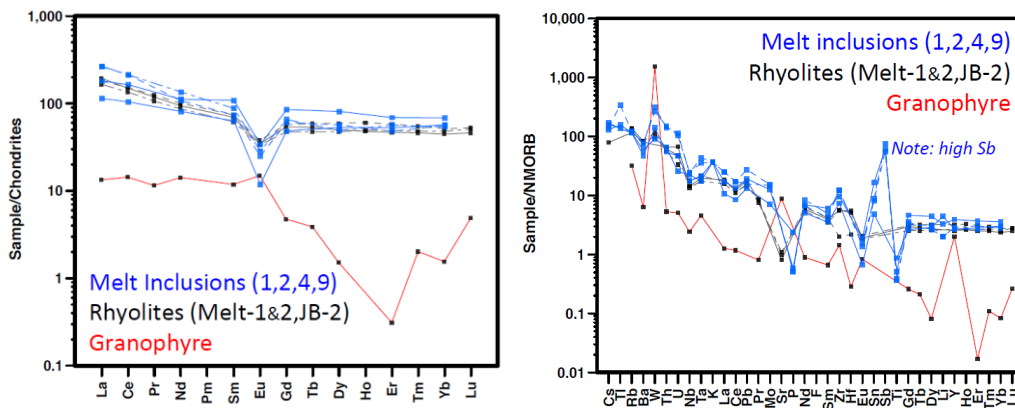 1,000
100
10
1
0.1
Sample/Chondrites
Melt Inclusions (1,2,4,9)
Rhyolites (Melt-1&2,JB-2)
Granophyre
La Ce Pr Nd Pm Sm Eu Gd Tb Dy Ho Er Tm Yb Lu
10,000
1,000
100
10
1
0.1
0.01
Sample/NMORB
Melt inclusions (1,2,4,9)
Rhyolites (Melt-1&2,JB-2)
Granophyre
Note: high Sb
Cs Tl Rb Ba W Th U Nb Ta K La Ce Pb Pr Mo Sr P Nd F Sm Zr Hf Eu Sn Sb Ti Gd Tb Dy Li Y Ho Er Tm Yb Lu